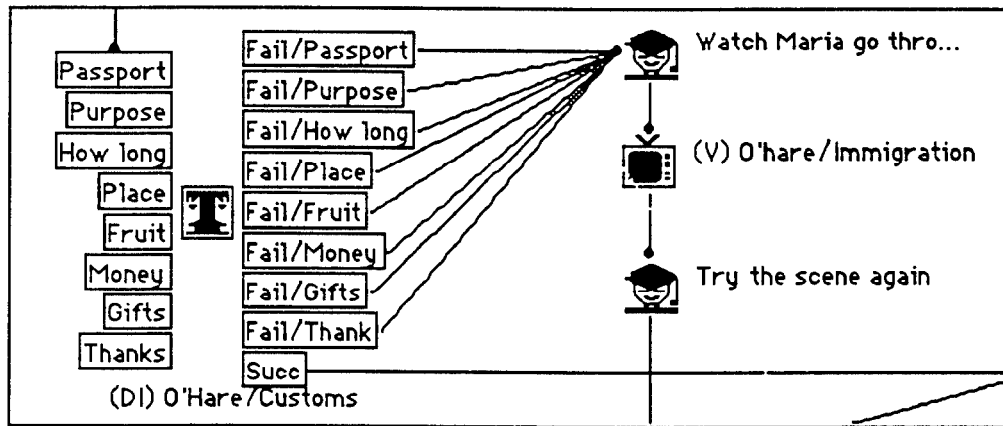 Passport
Purpose
How long
Place
Fruit
Money
Gifts
Thanks
T
Fail/Passport
Fail/Purpose
Fail/How long
Fail/Place
Fail/Fruit
Fail/Money
Fail/Gifts
Fail/Thank
Succ
(DI) O'Hare/Customs
Watch Maria go thro...
(V) O'hare/Immigration
Try the scene again